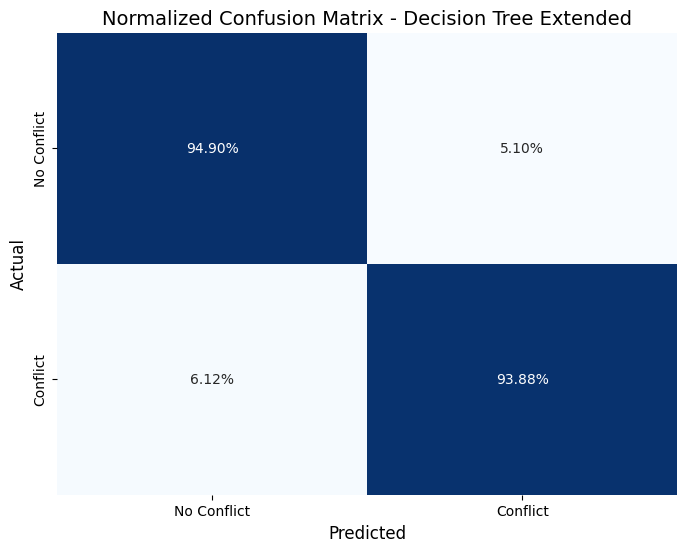 Normalized Confusion Matrix - Decision Tree Extended
Actual
No Conflict
94.90%
5.10%
Conflict
6.12%
93.88%
No Conflict
Conflict
Predicted